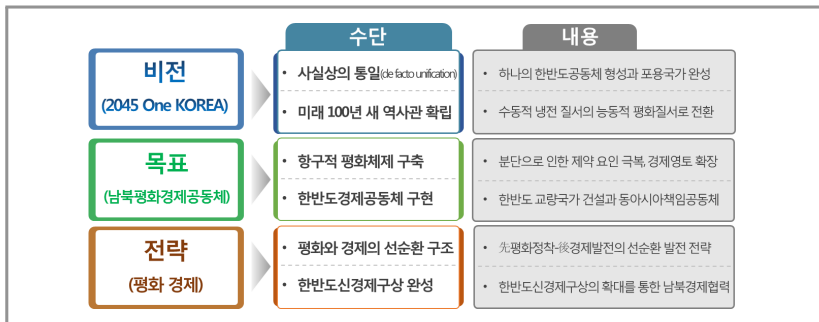 수단
내용
비전
(2045 One KOREA)
• 사실상의 통일(de facto unification)
• 미래 100년 새 역사관 확립
• 하나의 한반도공동체 형성과 포용국가 완성
• 수동적 냉전 질서의 능동적 평화질서로 전환
목표
(남북평화경제공동체)
• 항구적 평화체제 구축
• 한반도경제공동체 구현
• 분단으로 인한 제약 요인 극복, 경제영토 확장
• 한반도 교량국가 건설과 동아시아책임공동체
전략
(평화 경제)
• 평화와 경제의 선순환 구조
• 한반도신경제구상 완성
• 先평화정착-後경제발전의 선순환 발전 전략
• 한반도신경제구상의 확대를 통한 남북경제협력